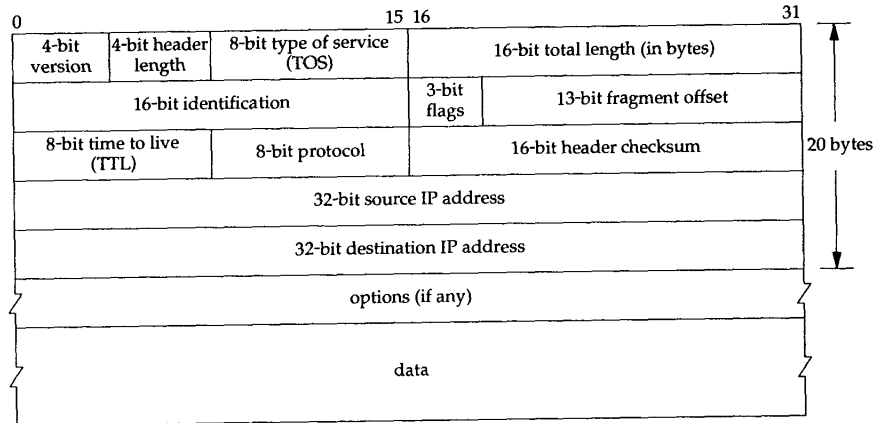 0 15 16 31
4-bit version
4-bit header length
8-bit type of service (TOS)
16-bit total length (in bytes)
16-bit identification
3-bit flags
13-bit fragment offset
8-bit time to live (TTL)
8-bit protocol
16-bit header checksum
20 bytes
32-bit source IP address
32-bit destination IP address
options (if any)
data